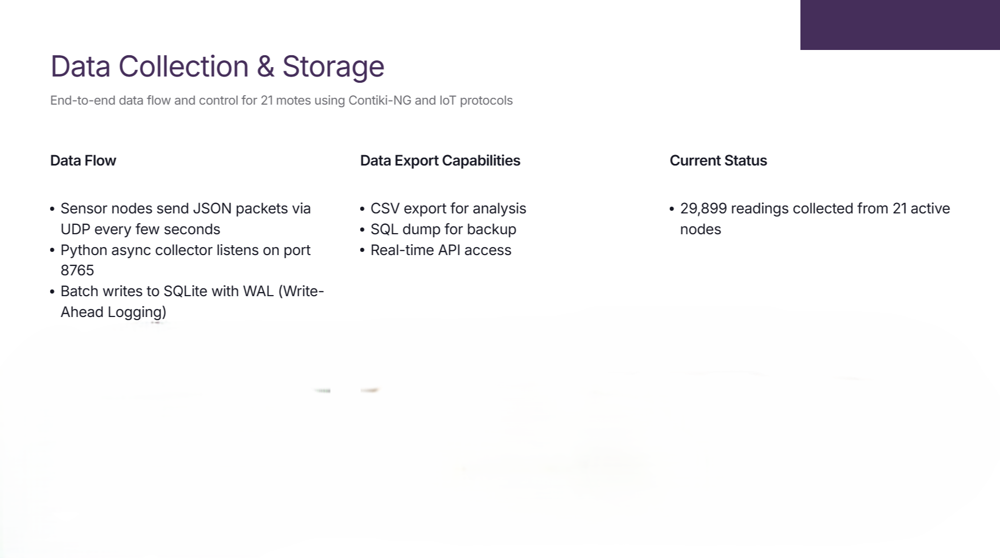 Data Collection & Storage
End-to-end data flow and control for 21 motes using Contiki-NG and IoT protocols
Data Flow
• Sensor nodes send JSON packets via
UDP every few seconds
• Python async collector listens on port
8765
• Batch writes to SQLite with WAL (Write-
Ahead Logging)
Data Export Capabilities
• CSV export for analysis
• SQL dump for backup
• Real-time API access
Current Status
• 29,899 readings collected from 21 active
nodes